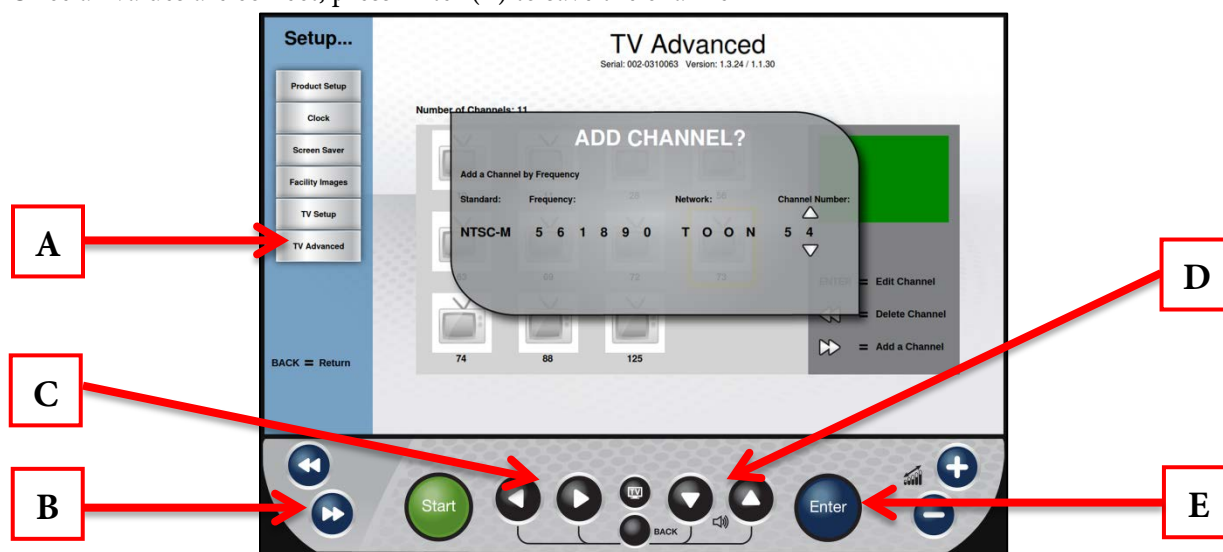 Setup...
Product Setup
Clock
Screen Saver
Facility Images
TV Setup
TV Advanced
BACK = Return
TV Advanced
Serial: 002-0310063 Version: 1.3.24 / 1.1.30
Number of Channels: 11
ADD CHANNEL?
Add a Channel by Frequency
Standard: Frequency: Network: Channel Number:
NTSC-M 5 6 1 8 9 0 T O O N 5 4
ENTER = Edit Channel
= Delete Channel
= Add a Channel
74 88 125
A
B
C
D
E
Start
TV
BACK
Enter